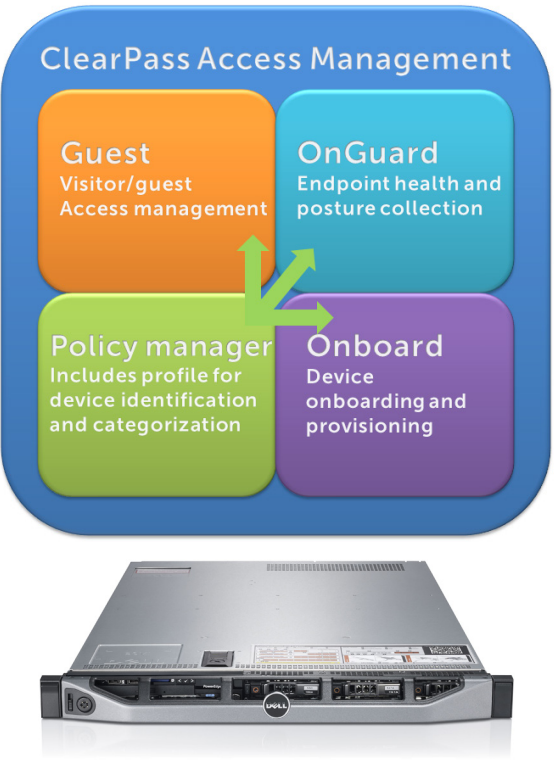 ClearPass Access Management
Guest
Visitor/guest
Access management
OnGuard
Endpoint health and
posture collection
Policy manager
Includes profile for
device identification
and categorization
Onboard
Device
onboarding and
provisioning
PowerEdge
DELL